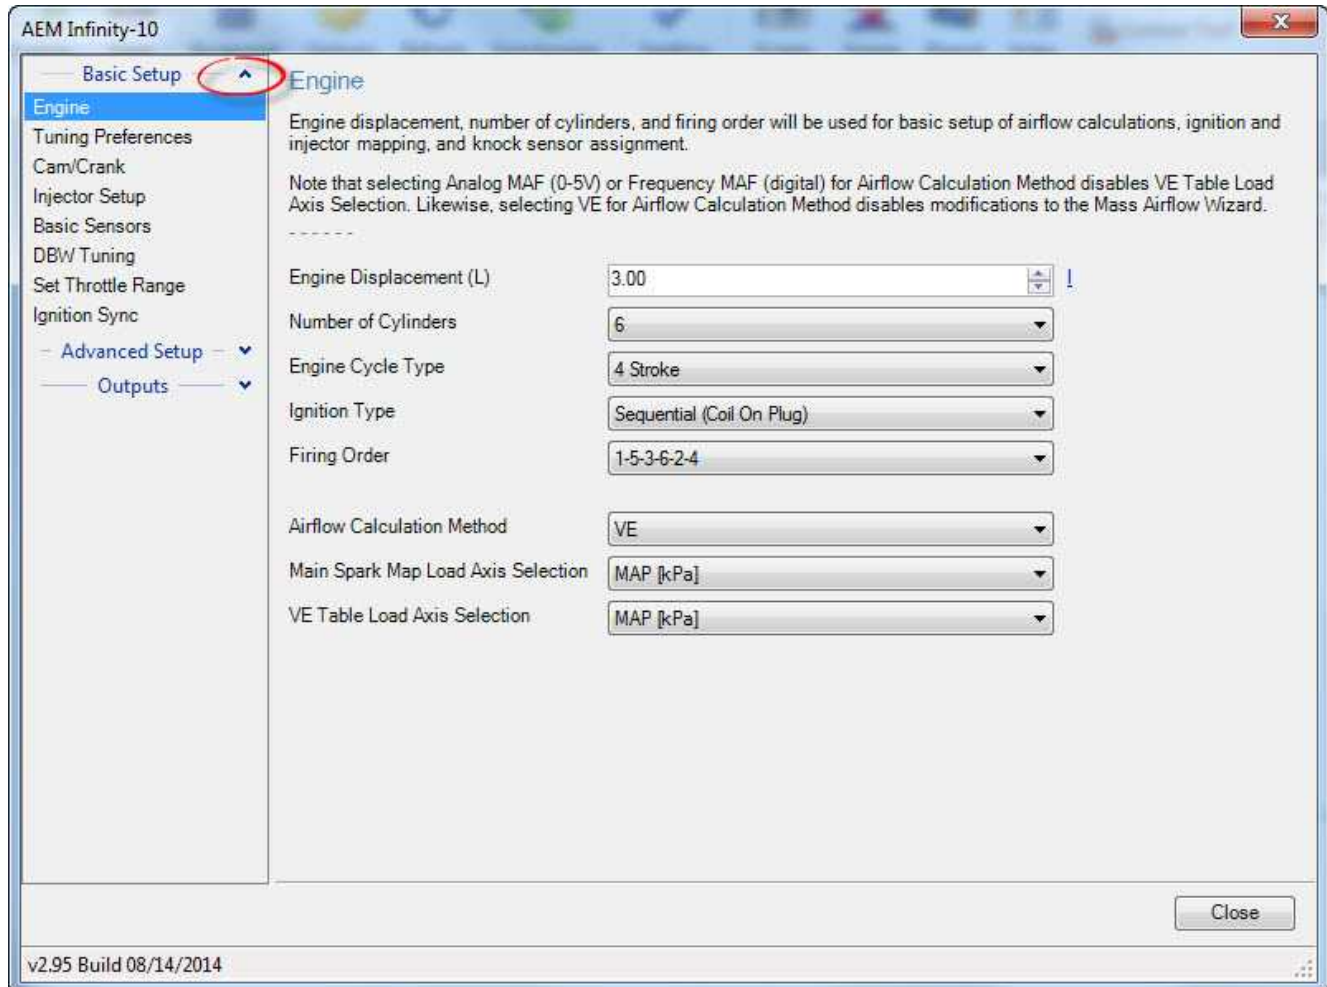 AEM Infinity-10
Basic Setup
Engine
Tuning Preferences
Cam/Crank
Injector Setup
Basic Sensors
DBW Tuning
Set Throttle Range
Ignition Sync
Advanced Setup
Outputs
Engine
Engine displacement, number of cylinders, and firing order will be used for basic setup of airflow calculations, ignition and
injector mapping, and knock sensor assignment.
Note that selecting Analog MAF (0-5V) or Frequency MAF (digital) for Airflow Calculation Method disables VE Table Load
Axis Selection. Likewise, selecting VE for Airflow Calculation Method disables modifications to the Mass Airflow Wizard.
- - - - - -
Engine Displacement (L) 3.00 l
Number of Cylinders 6
Engine Cycle Type 4 Stroke
Ignition Type Sequential (Coil On Plug)
Firing Order 1-5-3-6-2-4
Airflow Calculation Method VE
Main Spark Map Load Axis Selection MAP [kPa]
VE Table Load Axis Selection MAP [kPa]
Close
v2.95 Build 08/14/2014